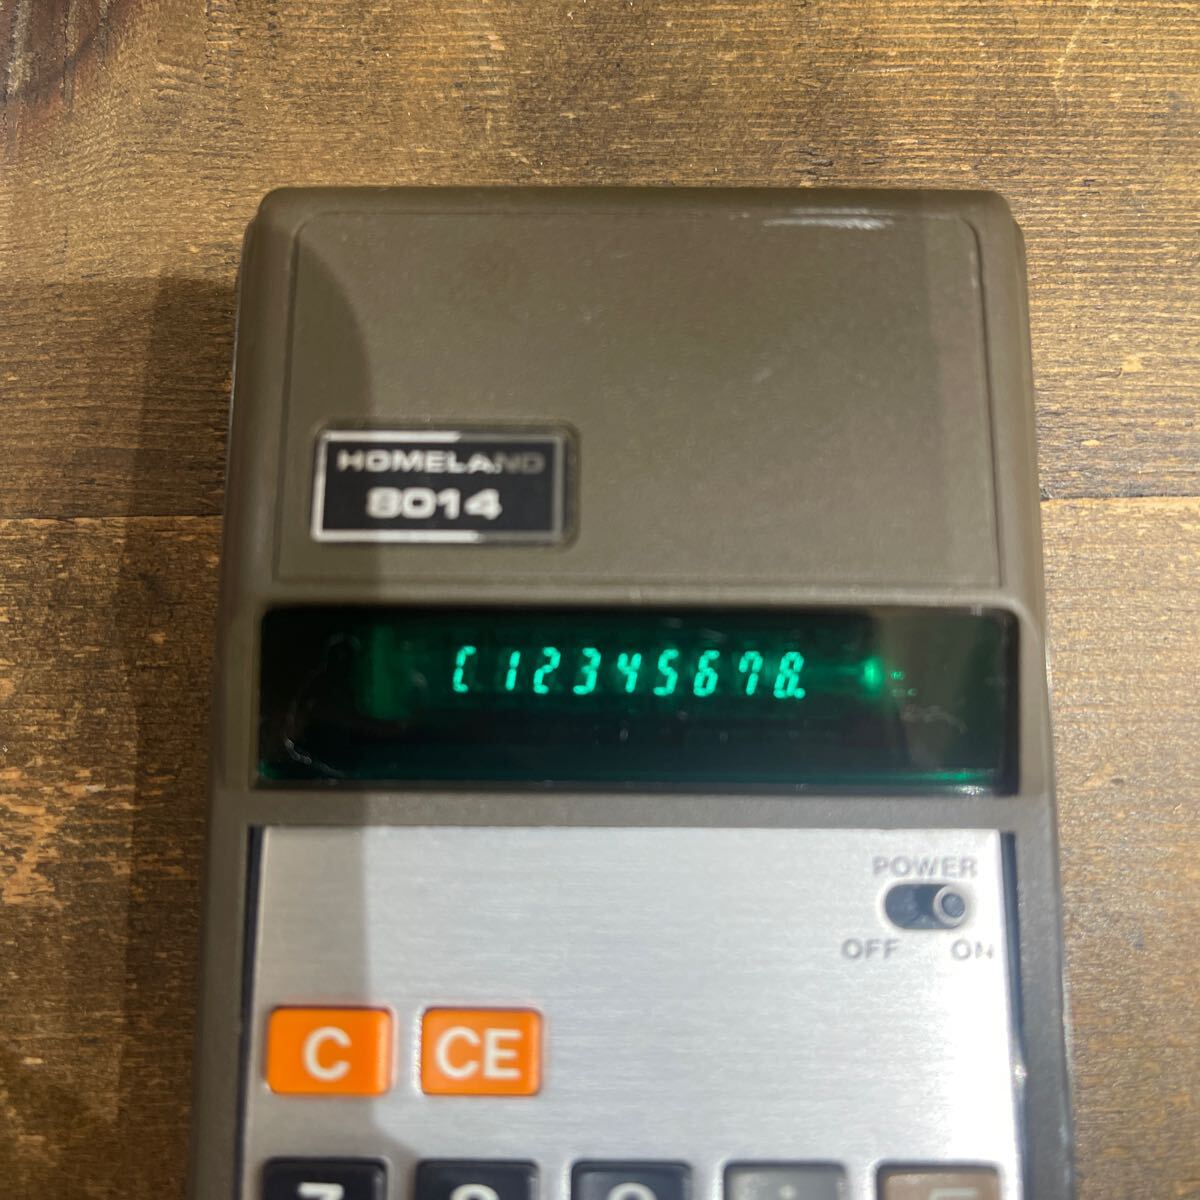 HOMELAND
8014
[12345678.
POWER
OFF ON
C CE